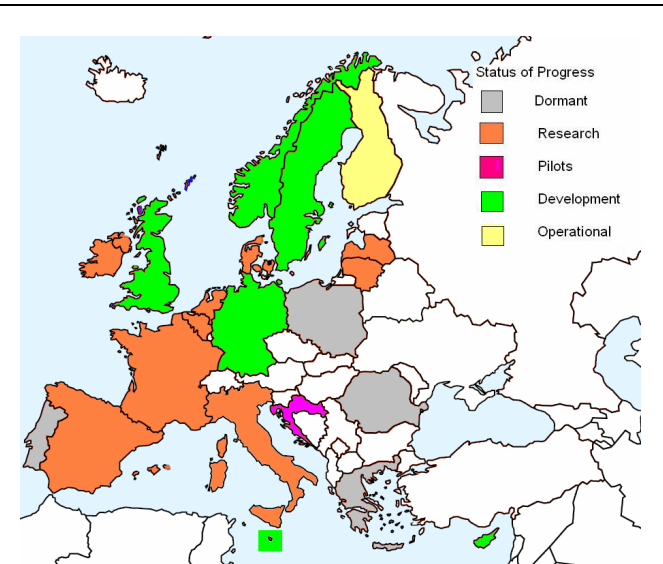 Status of Progress
Dormant
Research
Pilots
Development
Operational